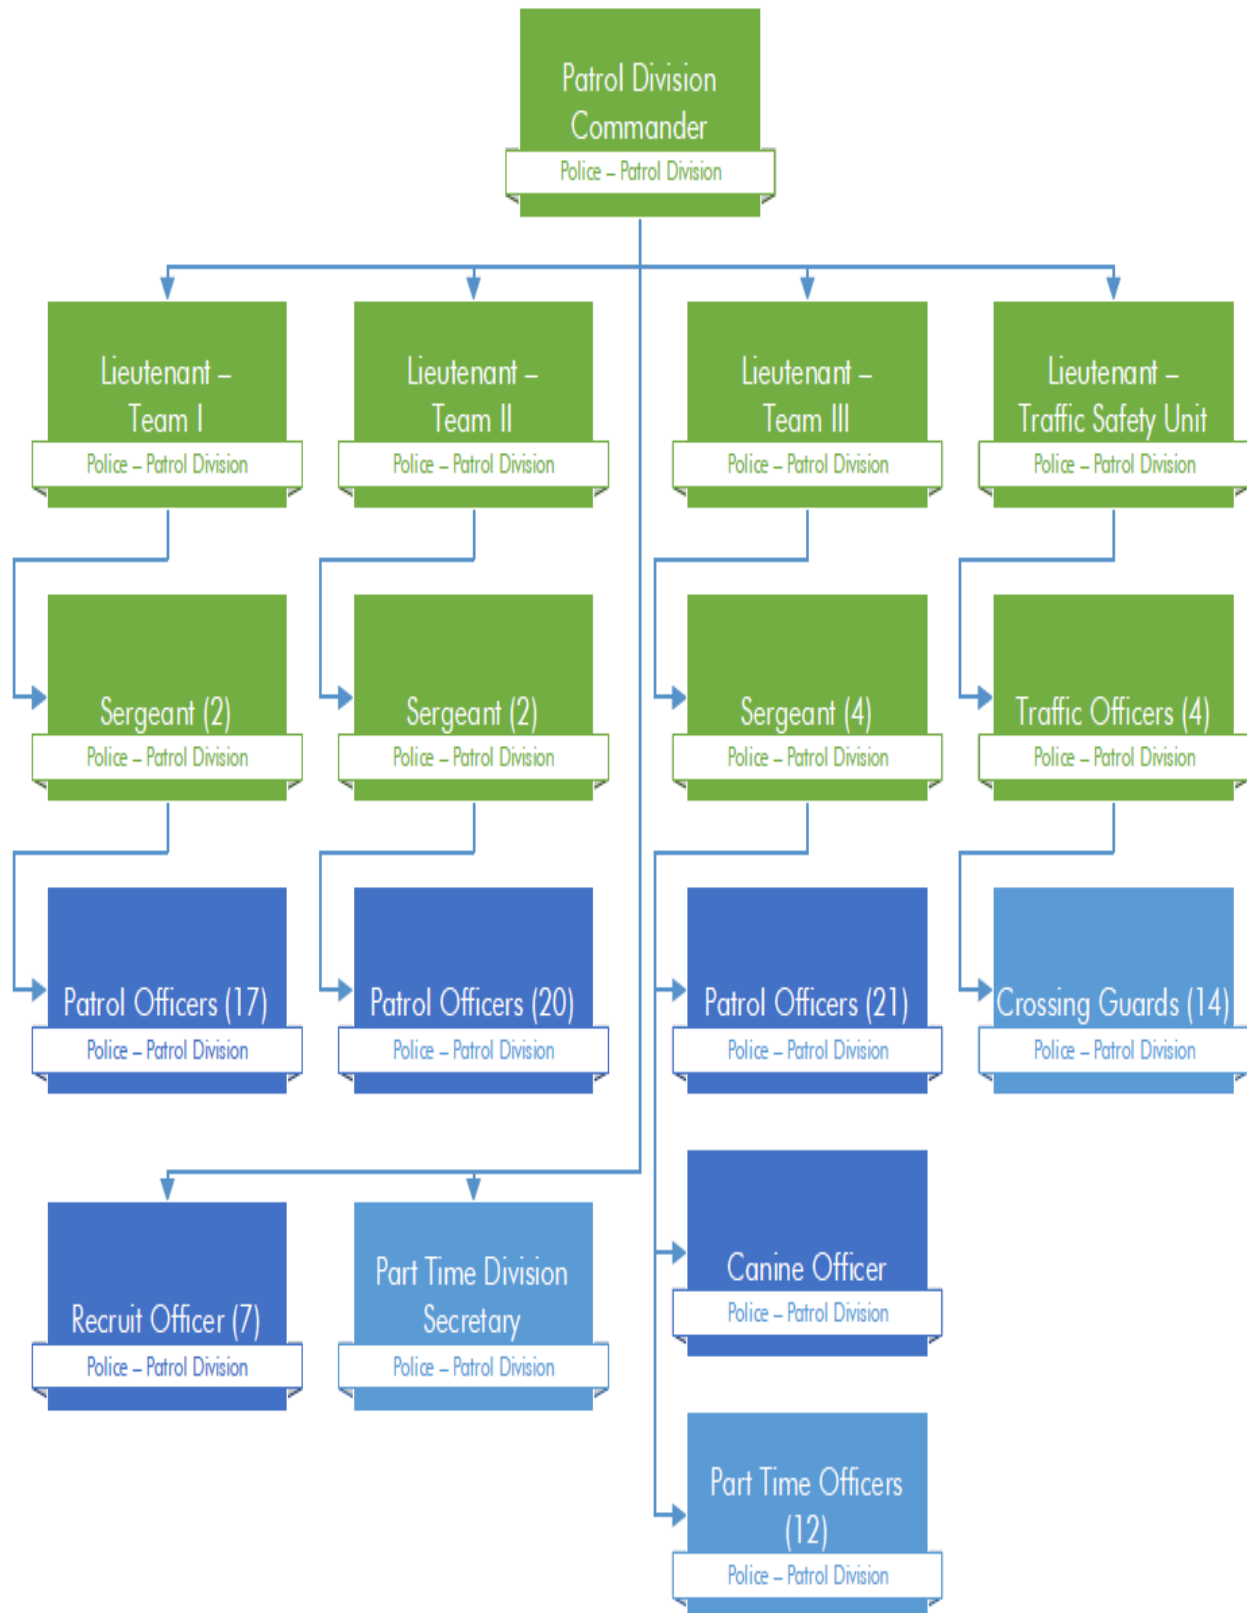 Patrol Division
Commander
Police – Patrol Division
Lieutenant –
Team I
Police – Patrol Division
Lieutenant –
Team II
Police – Patrol Division
Lieutenant –
Team III
Police – Patrol Division
Lieutenant –
Traffic Safety Unit
Police – Patrol Division
Sergeant (2)
Police – Patrol Division
Sergeant (2)
Police – Patrol Division
Sergeant (4)
Police – Patrol Division
Traffic Officers (4)
Police – Patrol Division
Patrol Officers (17)
Police – Patrol Division
Patrol Officers (20)
Police – Patrol Division
Patrol Officers (21)
Police – Patrol Division
Crossing Guards (14)
Police – Patrol Division
Recruit Officer (7)
Police – Patrol Division
Part Time Division
Secretary
Police – Patrol Division
Canine Officer
Police – Patrol Division
Part Time Officers
(12)
Police – Patrol Division